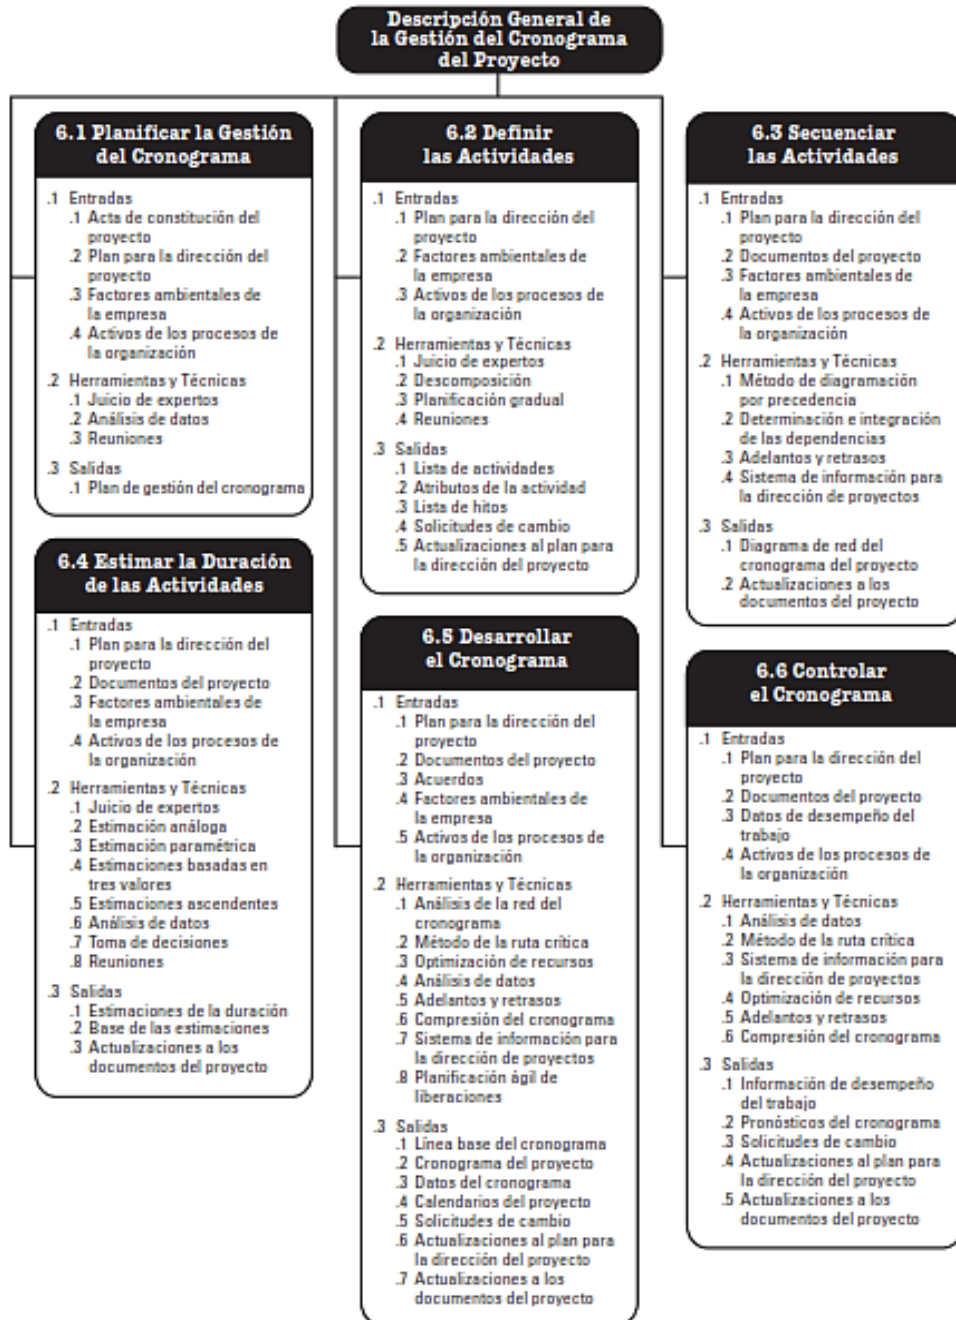 Descripción General de
la Gestión del Cronograma
del Proyecto
6.1 Planificar la Gestión
del Cronograma
.1 Entradas
.1 Acta de constitución del
proyecto
.2 Plan para la dirección del
proyecto
.3 Factores ambientales de
la empresa
.4 Activos de los procesos de
la organización
.2 Herramientas y Técnicas
.1 Juicio de expertos
.2 Análisis de datos
.3 Reuniones
.3 Salidas
.1 Plan de gestión del cronograma
6.2 Definir
las Actividades
.1 Entradas
.1 Plan para la dirección del
proyecto
.2 Factores ambientales de
la empresa
.3 Activos de los procesos de
la organización
.2 Herramientas y Técnicas
.1 Juicio de expertos
.2 Descomposición
.3 Planificación gradual
.4 Reuniones
.3 Salidas
.1 Lista de actividades
.2 Atributos de la actividad
.3 Lista de hitos
.4 Solicitudes de cambio
.5 Actualizaciones al plan para
la dirección del proyecto
6.3 Secuenciar
las Actividades
.1 Entradas
.1 Plan para la dirección del
proyecto
.2 Documentos del proyecto
.3 Factores ambientales de
la empresa
.4 Activos de los procesos de
la organización
.2 Herramientas y Técnicas
.1 Método de diagramación
por precedencia
.2 Determinación e integración
de las dependencias
.3 Adelantos y retrasos
.4 Sistema de información para
la dirección de proyectos
.3 Salidas
.1 Diagrama de red del
cronograma del proyecto
.2 Actualizaciones a los
documentos del proyecto
6.4 Estimar la Duración
de las Actividades
.1 Entradas
.1 Plan para la dirección del
proyecto
.2 Documentos del proyecto
.3 Factores ambientales de
la empresa
.4 Activos de los procesos de
la organización
.2 Herramientas y Técnicas
.1 Juicio de expertos
.2 Estimación análoga
.3 Estimación paramétrica
.4 Estimaciones basadas en
tres valores
.5 Estimaciones ascendentes
.6 Análisis de datos
.7 Toma de decisiones
.8 Reuniones
.3 Salidas
.1 Estimaciones de la duración
.2 Base de las estimaciones
.3 Actualizaciones a los
documentos del proyecto
6.5 Desarrollar
el Cronograma
.1 Entradas
.1 Plan para la dirección del
proyecto
.2 Documentos del proyecto
.3 Acuerdos
.4 Factores ambientales de
la empresa
.5 Activos de los procesos de
la organización
.2 Herramientas y Técnicas
.1 Análisis de la red del
cronograma
.2 Método de la ruta crítica
.3 Optimización de recursos
.4 Análisis de datos
.5 Adelantos y retrasos
.6 Compresión del cronograma
.7 Sistema de información para
la dirección de proyectos
.8 Planificación ágil de
liberaciones
.3 Salidas
.1 Línea base del cronograma
.2 Cronograma del proyecto
.3 Datos del cronograma
.4 Calendarios del proyecto
.5 Solicitudes de cambio
.6 Actualizaciones al plan para
la dirección del proyecto
.7 Actualizaciones a los
documentos del proyecto
6.6 Controlar
el Cronograma
.1 Entradas
.1 Plan para la dirección del
proyecto
.2 Documentos del proyecto
.3 Datos de desempeño del
trabajo
.4 Activos de los procesos de
la organización
.2 Herramientas y Técnicas
.1 Análisis de datos
.2 Método de la ruta crítica
.3 Sistema de información para
la dirección de proyectos
.4 Optimización de recursos
.5 Adelantos y retrasos
.6 Compresión del cronograma
.3 Salidas
.1 Información de desempeño
del trabajo
.2 Pronósticos del cronograma
.3 Solicitudes de cambio
.4 Actualizaciones al plan para
la dirección del proyecto
.5 Actualizaciones a los
documentos del proyecto